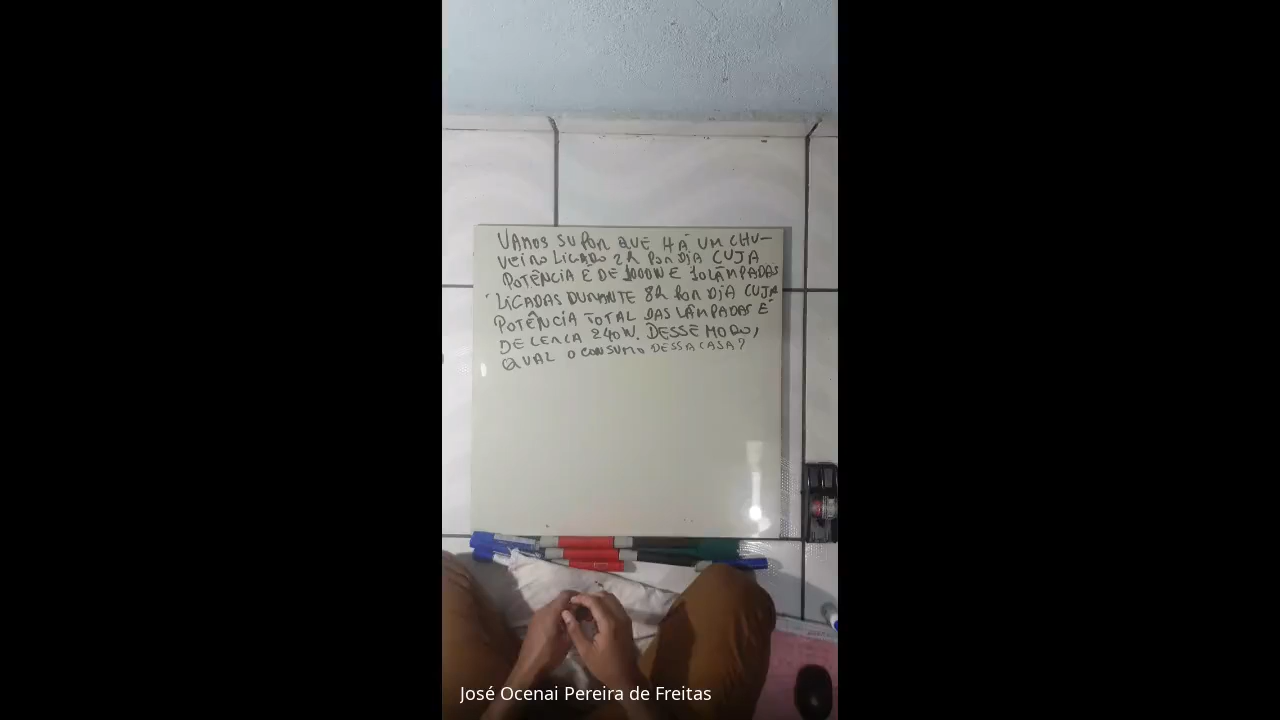 VAMOS SUPOR QUE HÁ UM CHU-
VEIRO LIGADO 2h POR DIA CUJA
POTÊNCIA É DE 1000W E 10 LÂMPADAS
LIGADAS DURANTE 8h POR DIA CUJA
POTÊNCIA TOTAL DAS LÂMPADAS É
DE CERCA 240W. DESSE MODO,
QUAL O CONSUMO DESSA CASA?
José Ocenai Pereira de Freitas